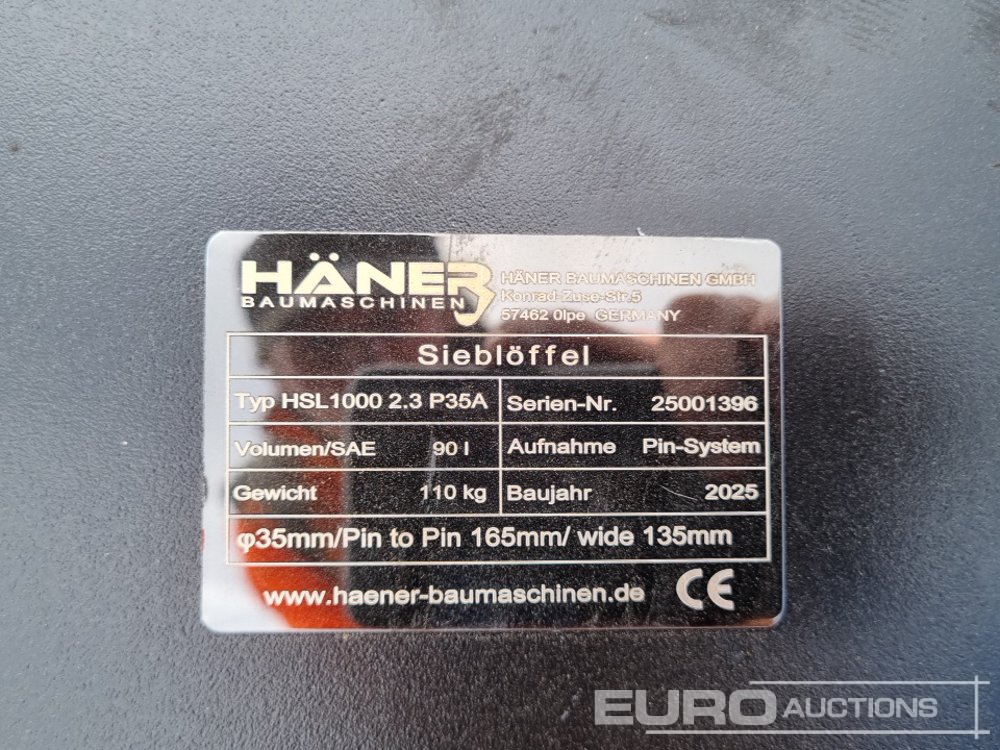 HÄNER
BAUMASCHINEN
HÄNER BAUMASCHINEN GMBH
Konrad-Zuse-Str.5
57462 Olpe GERMANY
Sieblöffel
Typ HSL1000 2.3 P35A
Serien-Nr. 25001396
Volumen/SAE 90 l
Aufnahme Pin-System
Gewicht 110 kg
Baujahr 2025
φ35mm/Pin to Pin 165mm/ wide 135mm
www.haener-baumaschinen.de
CE
EURO AUCTIONS